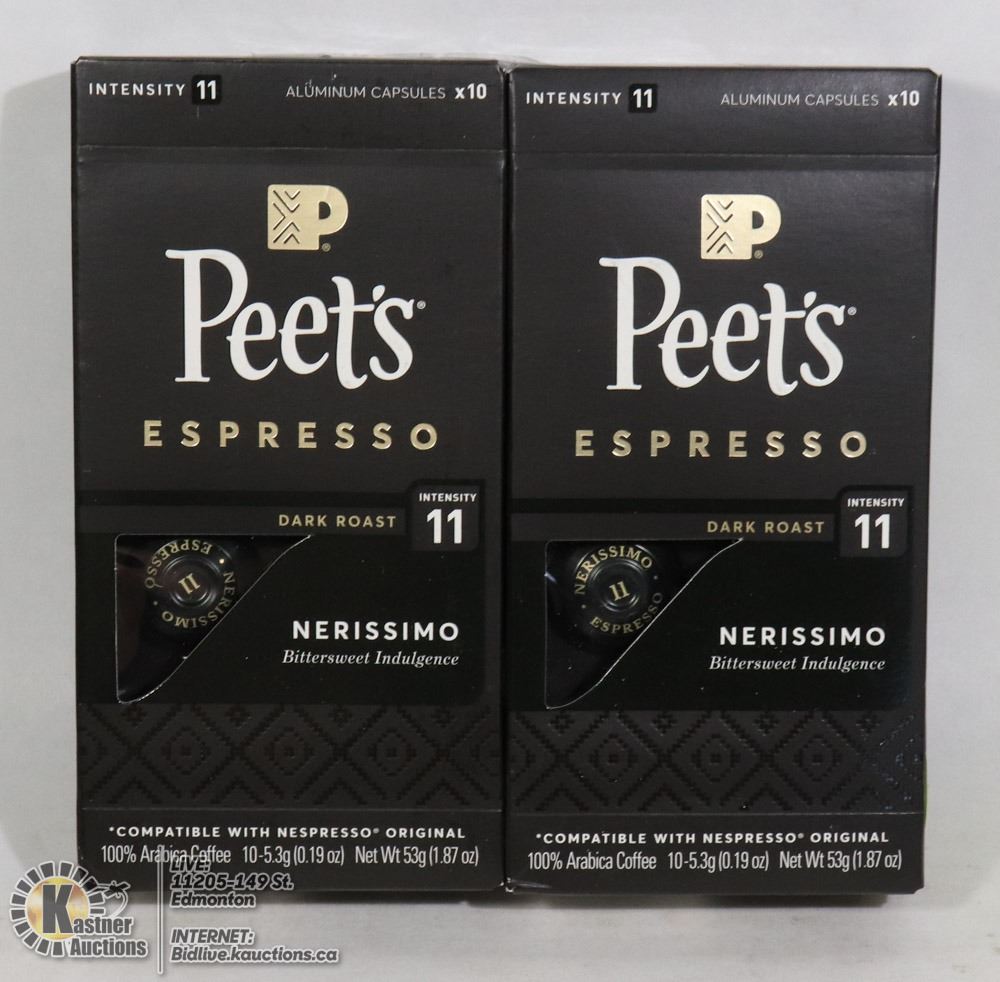 INTENSITY 11 ALUMINUM CAPSULES x10
P
Peet's
ESPRESSO
INTENSITY
DARK ROAST 11
ESPRESSO · NERISSIMO ·
11
NERISSIMO
Bittersweet Indulgence
*COMPATIBLE WITH NESPRESSO® ORIGINAL
100% Arabica Coffee 10-5.3g (0.19 oz) Net Wt 53g (1.87 oz)
INTENSITY 11 ALUMINUM CAPSULES x10
P®
Peet's®
ESPRESSO
INTENSITY
DARK ROAST 11
· NERISSIMO · ESPRESSO
11
NERISSIMO
Bittersweet Indulgence
*COMPATIBLE WITH NESPRESSO® ORIGINAL
100% Arabica Coffee 10-5.3g (0.19 oz) Net Wt 53g (1.87 oz)
Kastner
Auctions
LIVE:
11205-149 St.
Edmonton
INTERNET:
Bidlive.kauctions.ca